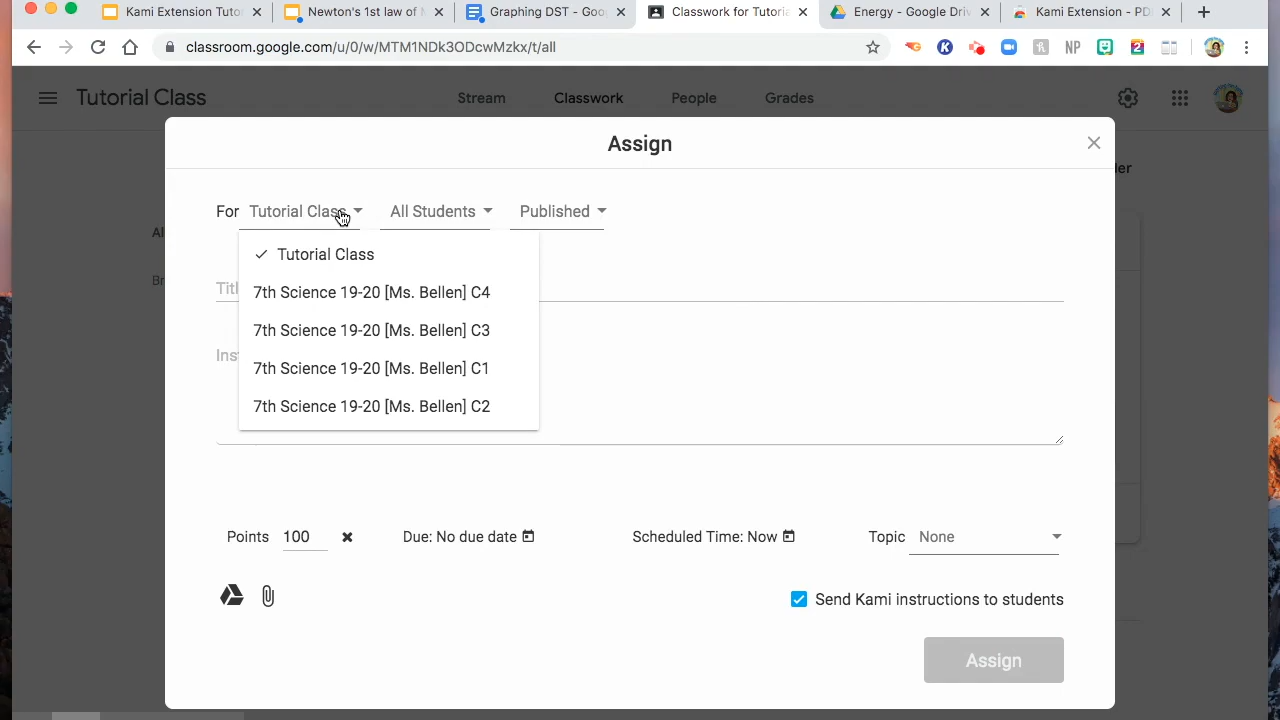 Kami Extension Tuto
Newton's 1st law of M
Graphing DST - Goo
Classwork for Tutoria
Energy - Google Driv
Kami Extension - PD
classroom.google.com/u/0/w/MTM1NDk3ODcwMzkx/t/all
NP
2
Tutorial Class
Stream
Classwork
People
Grades
Assign
For Tutorial Class All Students Published
Tutorial Class
7th Science 19-20 [Ms. Bellen] C4
Titl
7th Science 19-20 [Ms. Bellen] C3
Inst
7th Science 19-20 [Ms. Bellen] C1
7th Science 19-20 [Ms. Bellen] C2
Points 100 Due: No due date Scheduled Time: Now Topic None
Send Kami instructions to students
Assign